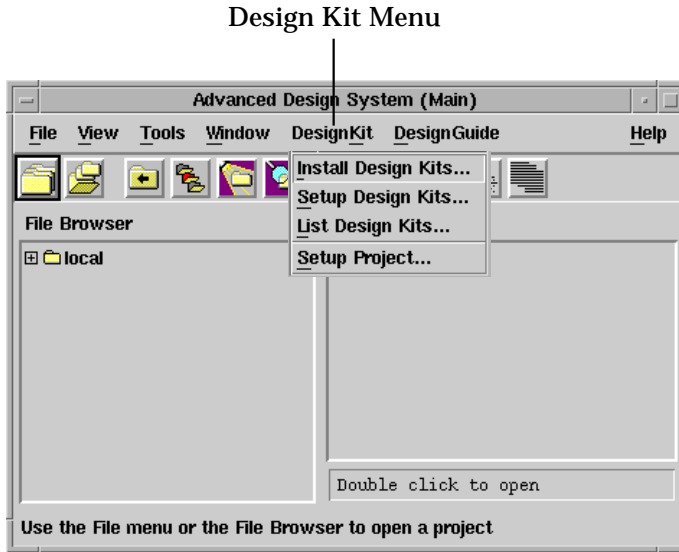 Design Kit Menu
Advanced Design System (Main)
File View Tools Window DesignKit DesignGuide Help
Install Design Kits...
Setup Design Kits...
List Design Kits...
Setup Project...
File Browser
local
Double click to open
Use the File menu or the File Browser to open a project